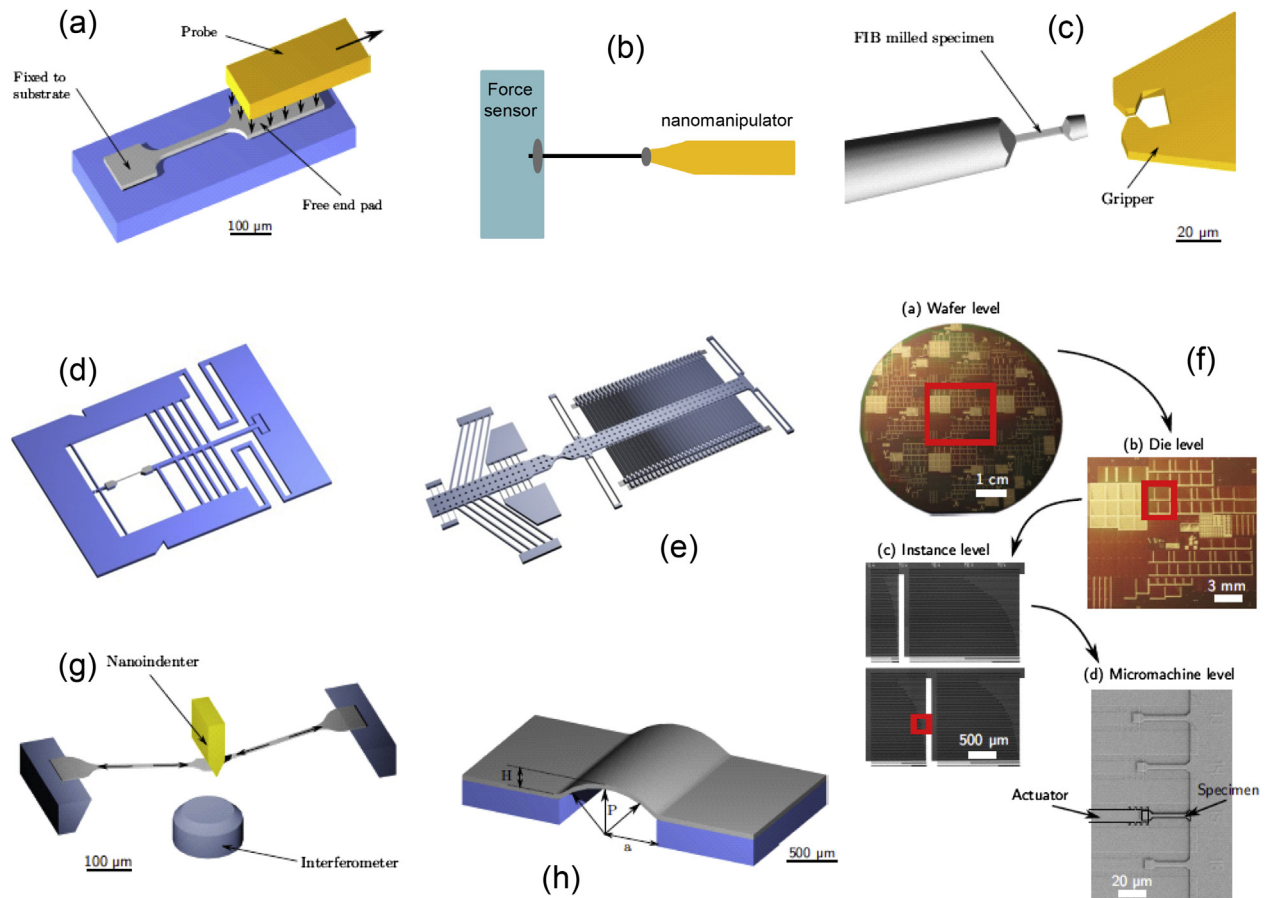 (a)
Probe
Fixed to
substrate
Free end pad
100 µm
(b)
Force
sensor
nanomanipulator
(c)
FIB milled specimen
Gripper
20 µm
(d)
(e)
(f)
(a) Wafer level
1 cm
(b) Die level
3 mm
(c) Instance level
500 µm
(d) Micromachine level
Actuator
Specimen
20 µm
(g)
Nanoindenter
Interferometer
100 µm
H
P
a
500 µm
(h)